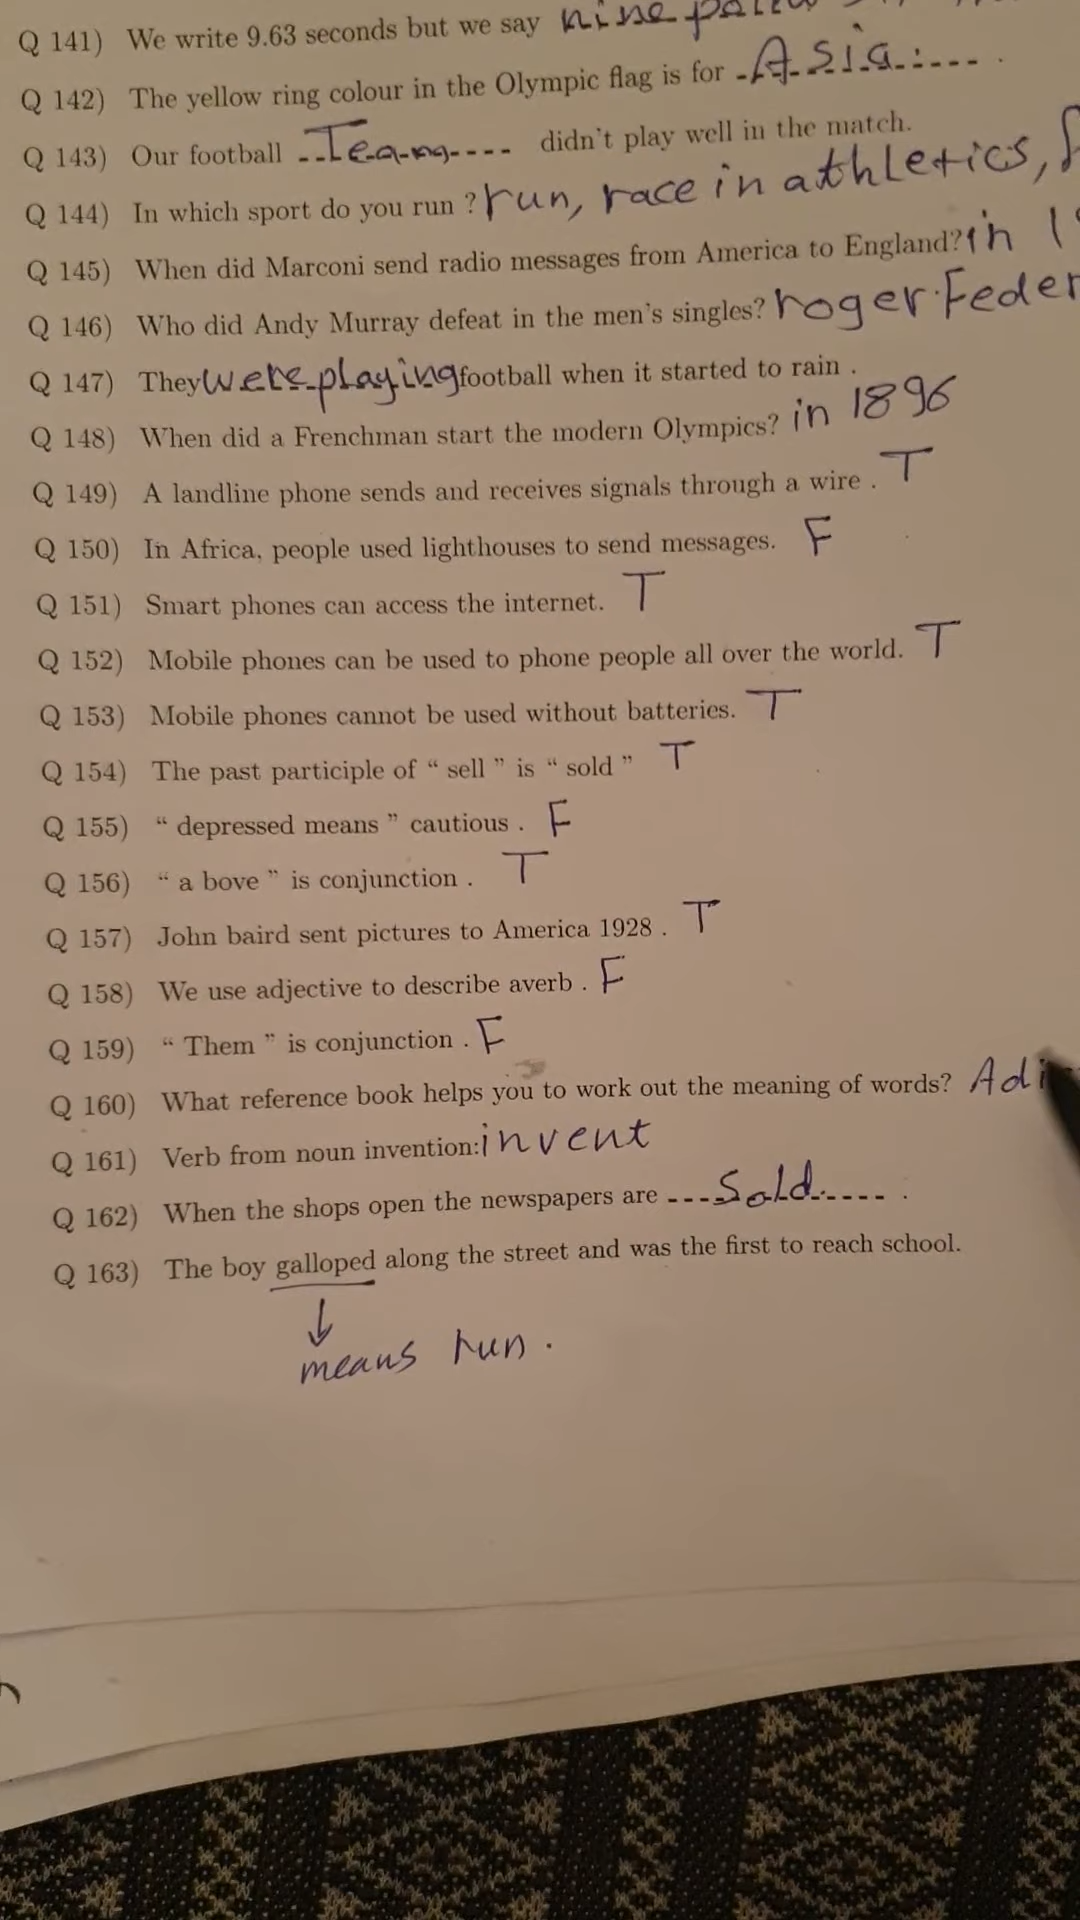 Q 141) We write 9.63 seconds but we say nine
Q 142) The yellow ring colour in the Olympic flag is for Asia .
Q 143) Our football Team didn't play well in the match.
Q 144) In which sport do you run ? run, race in athletics,
Q 145) When did Marconi send radio messages from America to England? in
Q 146) Who did Andy Murray defeat in the men's singles? roger Feder
Q 147) They were playing football when it started to rain .
Q 148) When did a Frenchman start the modern Olympics? in 1896
Q 149) A landline phone sends and receives signals through a wire . T
Q 150) In Africa, people used lighthouses to send messages. F
Q 151) Smart phones can access the internet. T
Q 152) Mobile phones can be used to phone people all over the world. T
Q 153) Mobile phones cannot be used without batteries. T
Q 154) The past participle of " sell " is " sold " T
Q 155) " depressed means " cautious . F
Q 156) " a bove " is conjunction . T
Q 157) John baird sent pictures to America 1928 . T
Q 158) We use adjective to describe averb . F
Q 159) " Them " is conjunction . F
Q 160) What reference book helps you to work out the meaning of words? Adi
Q 161) Verb from noun invention: invent
Q 162) When the shops open the newspapers are Sold .
Q 163) The boy galloped along the street and was the first to reach school.
means run .